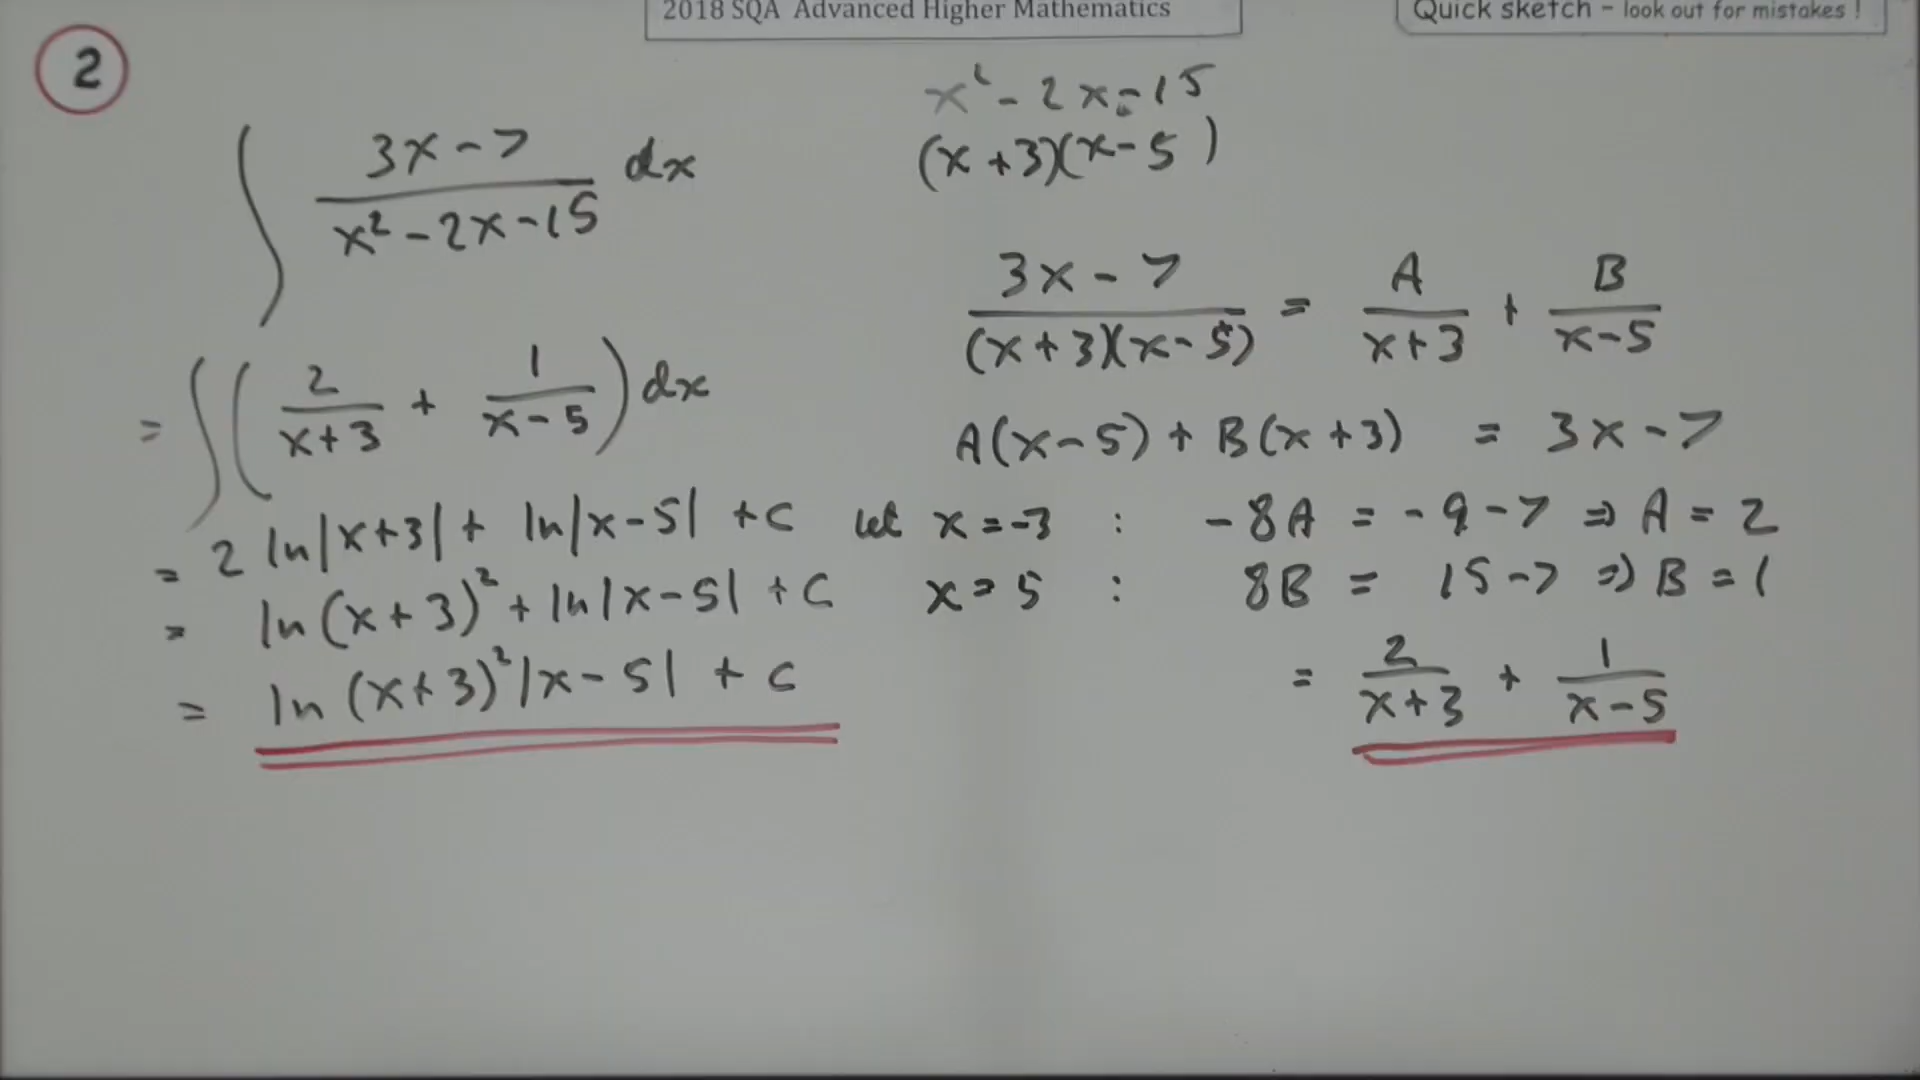 2018 SQA Advanced Higher Mathematics
Quick sketch - look out for mistakes !
2
∫ (3x - 7)/(x² - 2x - 15) dx
= ∫ ( 2/(x+3) + 1/(x-5) ) dx
= 2 ln|x+3| + ln|x-5| + c
= ln(x+3)² + ln|x-5| + c
= ln (x+3)²|x-5| + c
x² - 2x - 15
(x+3)(x-5)
(3x - 7)/((x+3)(x-5)) = A/(x+3) + B/(x-5)
A(x-5) + B(x+3) = 3x - 7
let x = -3 : -8A = -9 - 7 ⇒ A = 2
x = 5 : 8B = 15 - 7 ⇒ B = 1
= 2/(x+3) + 1/(x-5)